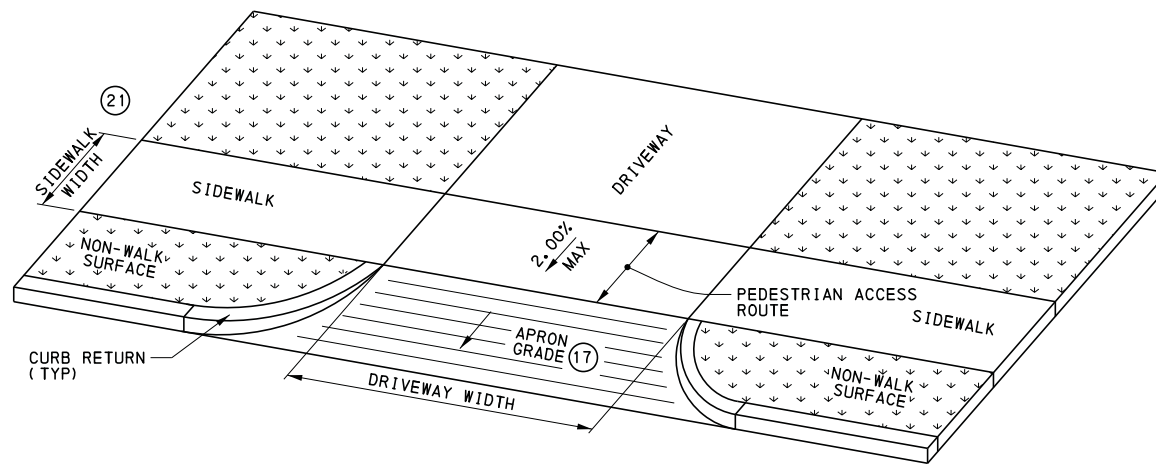 21
SIDEWALK
WIDTH
SIDEWALK
DRIVEWAY
NON-WALK
SURFACE
2.00%
MAX
PEDESTRIAN ACCESS
ROUTE
SIDEWALK
CURB RETURN
(TYP)
APRON
GRADE 17
DRIVEWAY WIDTH
NON-WALK
SURFACE